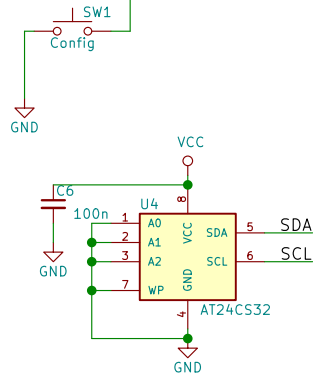 SW1
Config
GND
VCC
C6
100n
GND
U4
1 A0
2 A1
3 A2
7 WP
8 VCC
GND 4
SDA 5 SDA
SCL 6 SCL
AT24CS32
GND